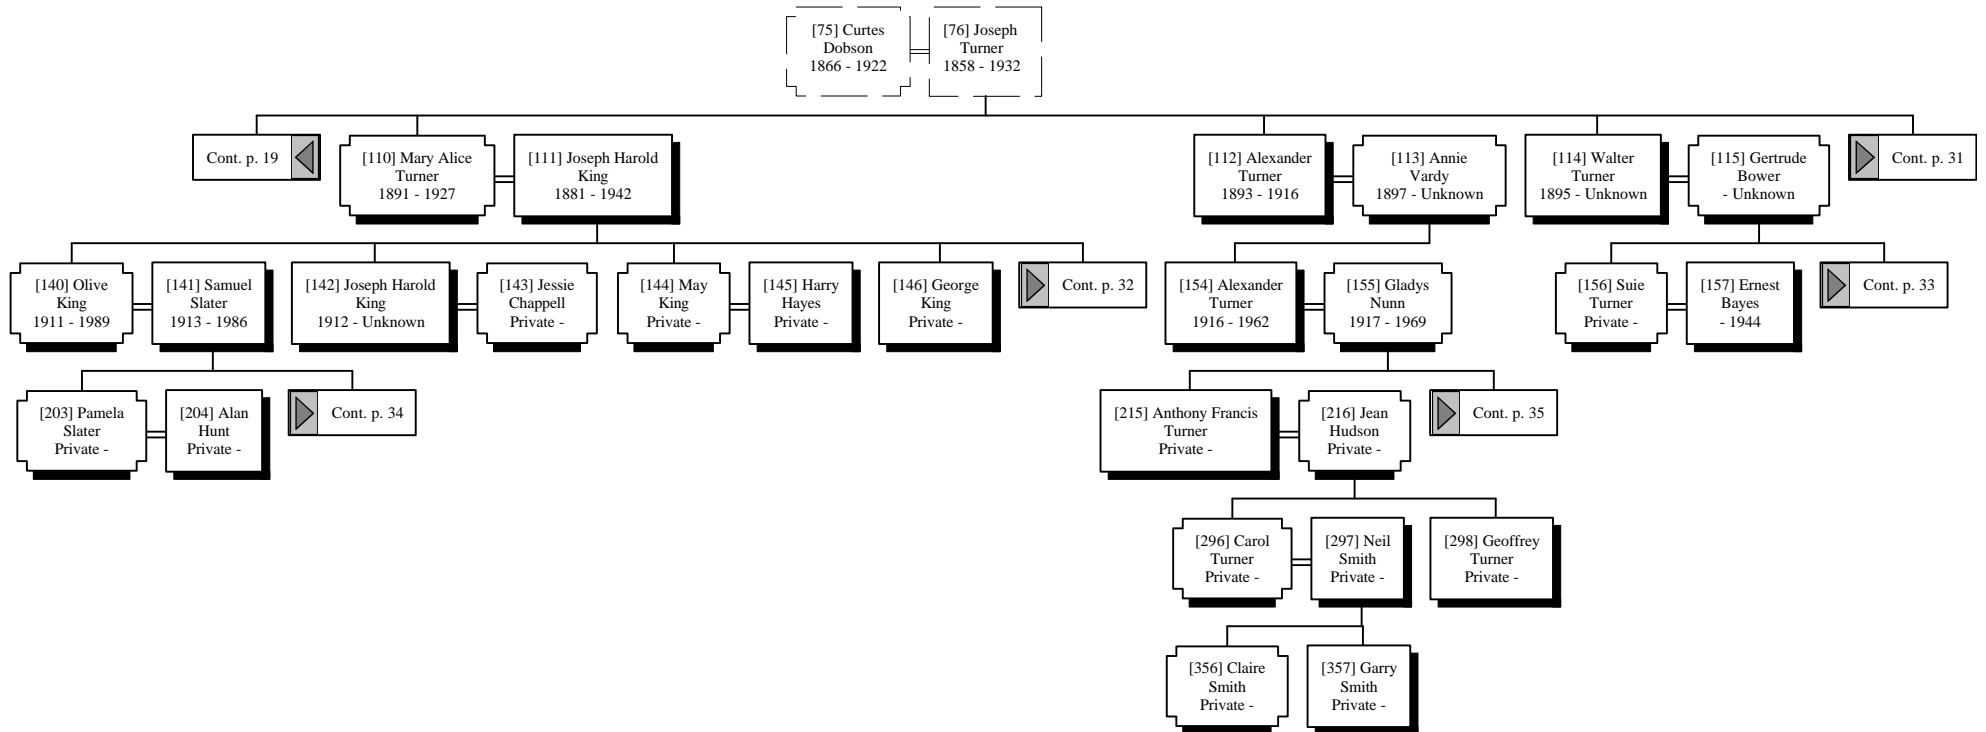 [75] Curtes
Dobson
1866 - 1922
[76] Joseph
Turner
1858 - 1932
Cont. p. 19
[110] Mary Alice
Turner
1891 - 1927
[111] Joseph Harold
King
1881 - 1942
[112] Alexander
Turner
1893 - 1916
[113] Annie
Vardy
1897 - Unknown
[114] Walter
Turner
1895 - Unknown
[115] Gertrude
Bower
- Unknown
Cont. p. 31
[140] Olive
King
1911 - 1989
[141] Samuel
Slater
1913 - 1986
[142] Joseph Harold
King
1912 - Unknown
[143] Jessie
Chappell
Private -
[144] May
King
Private -
[145] Harry
Hayes
Private -
[146] George
King
Private -
Cont. p. 32
[154] Alexander
Turner
1916 - 1962
[155] Gladys
Nunn
1917 - 1969
[156] Suie
Turner
Private -
[157] Ernest
Bayes
- 1944
Cont. p. 33
[203] Pamela
Slater
Private -
[204] Alan
Hunt
Private -
Cont. p. 34
[215] Anthony Francis
Turner
Private -
[216] Jean
Hudson
Private -
Cont. p. 35
[296] Carol
Turner
Private -
[297] Neil
Smith
Private -
[298] Geoffrey
Turner
Private -
[356] Claire
Smith
Private -
[357] Garry
Smith
Private -